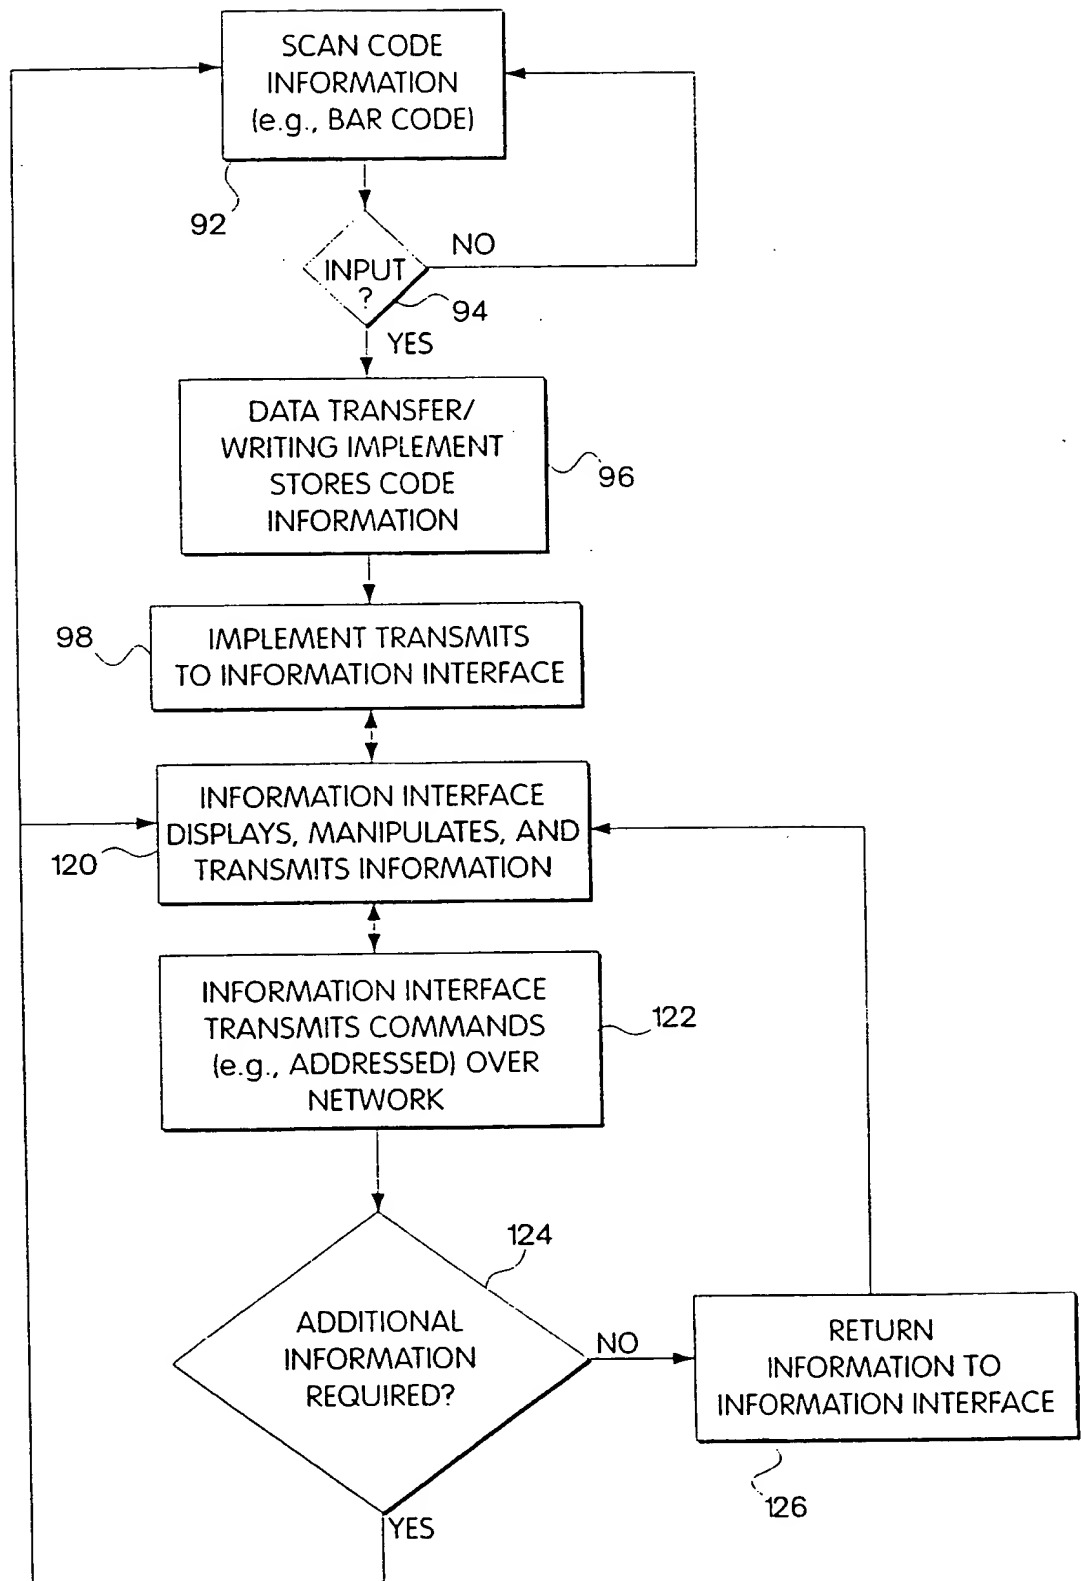 SCAN CODE
INFORMATION
(e.g., BAR CODE)
92
NO
INPUT
?
94
YES
DATA TRANSFER/
WRITING IMPLEMENT
STORES CODE
INFORMATION
96
98
IMPLEMENT TRANSMITS
TO INFORMATION INTERFACE
INFORMATION INTERFACE
DISPLAYS, MANIPULATES, AND
TRANSMITS INFORMATION
120
INFORMATION INTERFACE
TRANSMITS COMMANDS
(e.g., ADDRESSED) OVER
NETWORK
122
124
ADDITIONAL
INFORMATION
REQUIRED?
NO
RETURN
INFORMATION TO
INFORMATION INTERFACE
126
YES